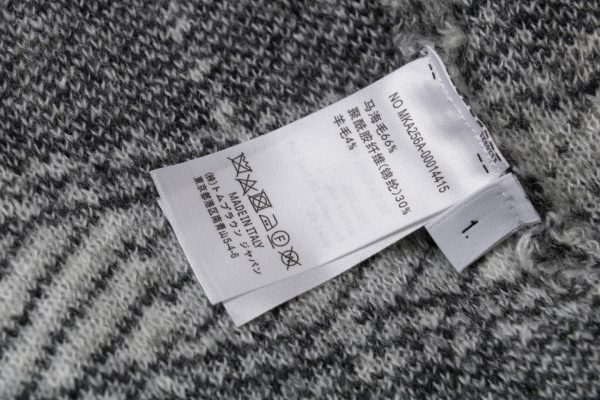 NO MKA256A-00014415
马海毛66%
聚酰胺纤维(锦纶)30%
羊毛4%
MADE IN ITALY
(株)トムブラウン ジャパン
東京都港区南青山5-4-6
1.